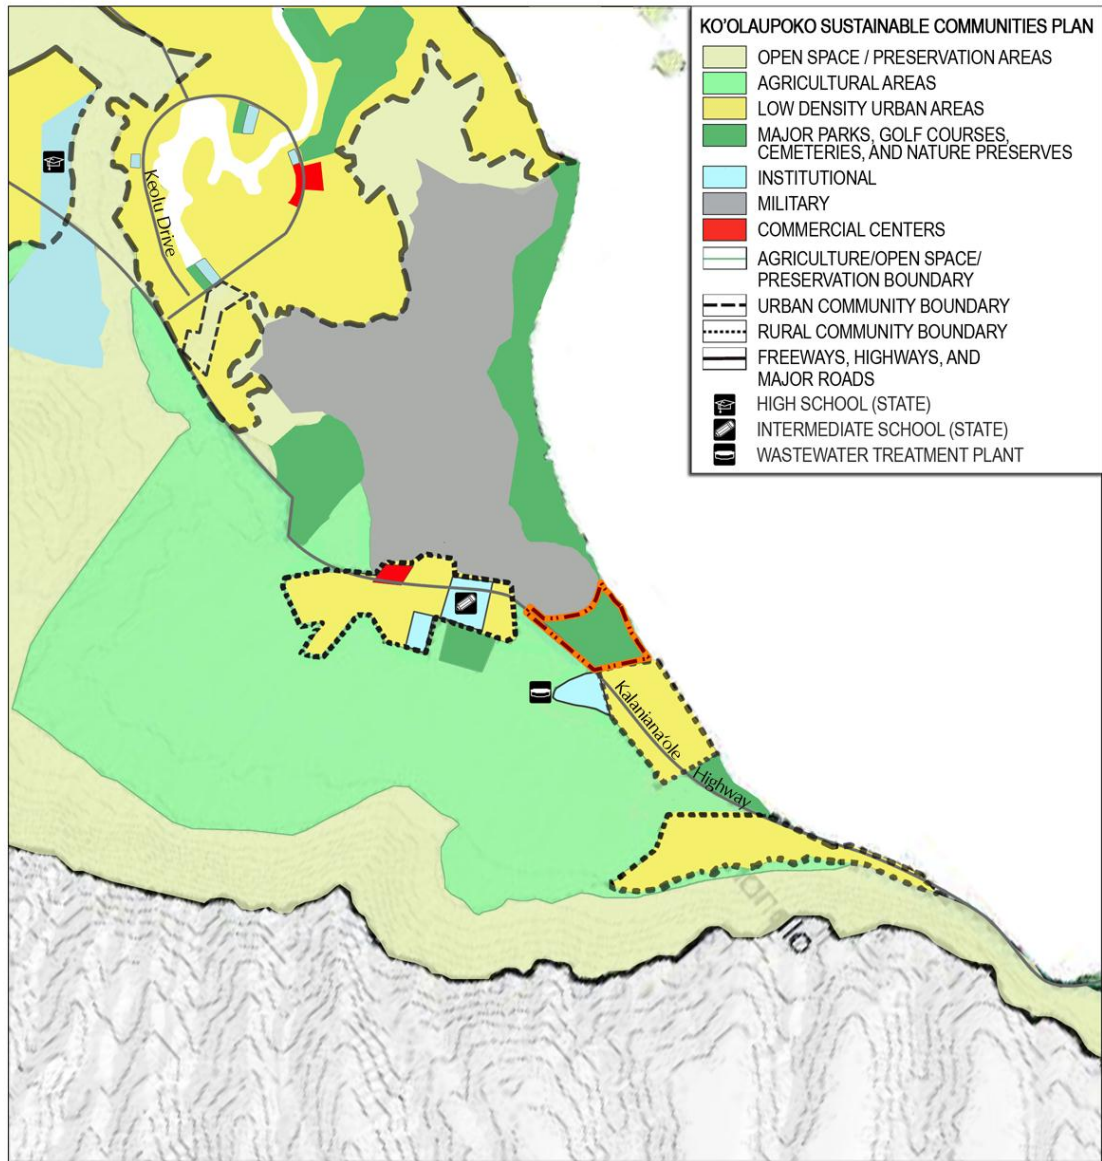 KO'OLAUPOKO SUSTAINABLE COMMUNITIES PLAN
OPEN SPACE / PRESERVATION AREAS
AGRICULTURAL AREAS
LOW DENSITY URBAN AREAS
MAJOR PARKS, GOLF COURSES,
CEMETERIES, AND NATURE PRESERVES
INSTITUTIONAL
MILITARY
COMMERCIAL CENTERS
AGRICULTURE/OPEN SPACE/
PRESERVATION BOUNDARY
URBAN COMMUNITY BOUNDARY
RURAL COMMUNITY BOUNDARY
FREEWAYS, HIGHWAYS, AND
MAJOR ROADS
HIGH SCHOOL (STATE)
INTERMEDIATE SCHOOL (STATE)
WASTEWATER TREATMENT PLANT
Keolu Drive
Kalaniana'ole
Highway